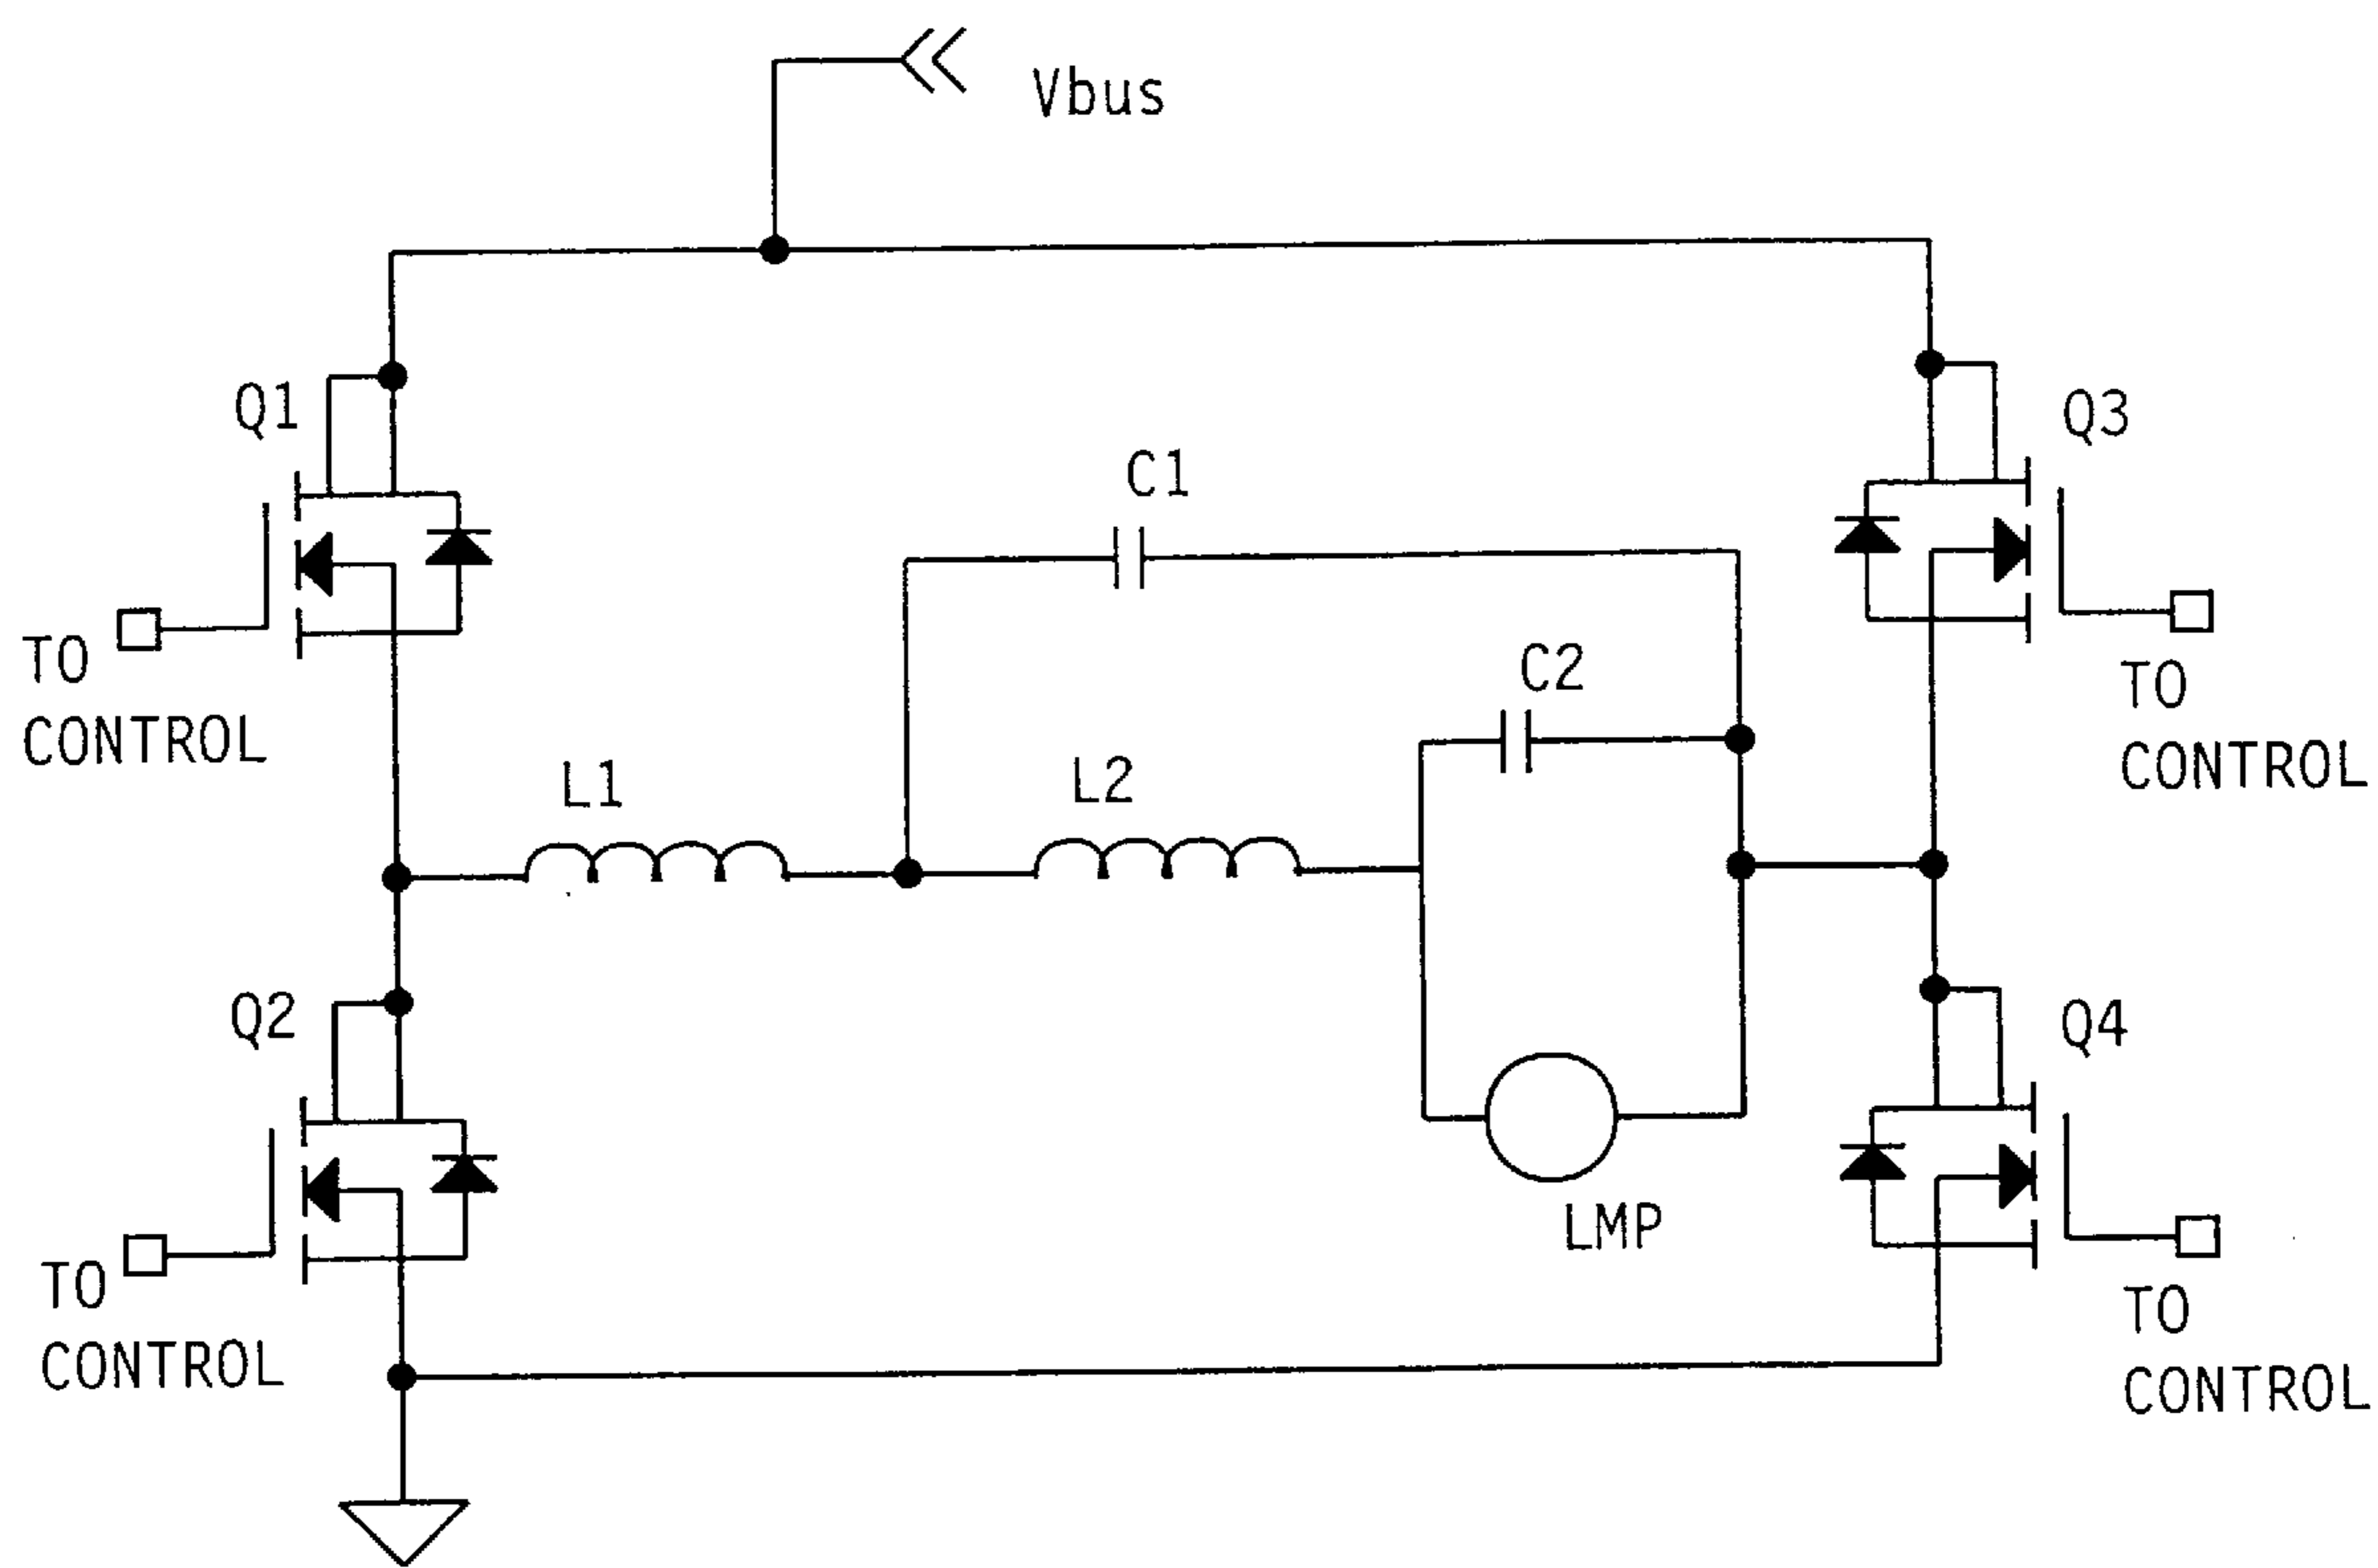 Vbus
Q1
Q3
C1
TO
CONTROL
C2
TO
CONTROL
L1
L2
Q2
Q4
LMP
TO
CONTROL
TO
CONTROL